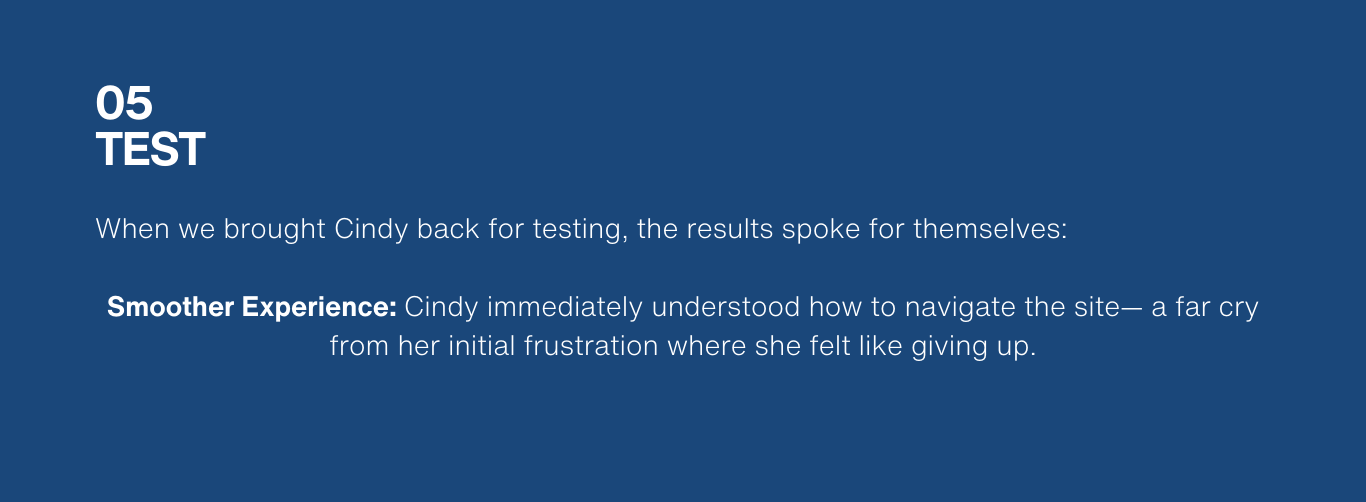 05
TEST
When we brought Cindy back for testing, the results spoke for themselves:
Smoother Experience: Cindy immediately understood how to navigate the site— a far cry
from her initial frustration where she felt like giving up.